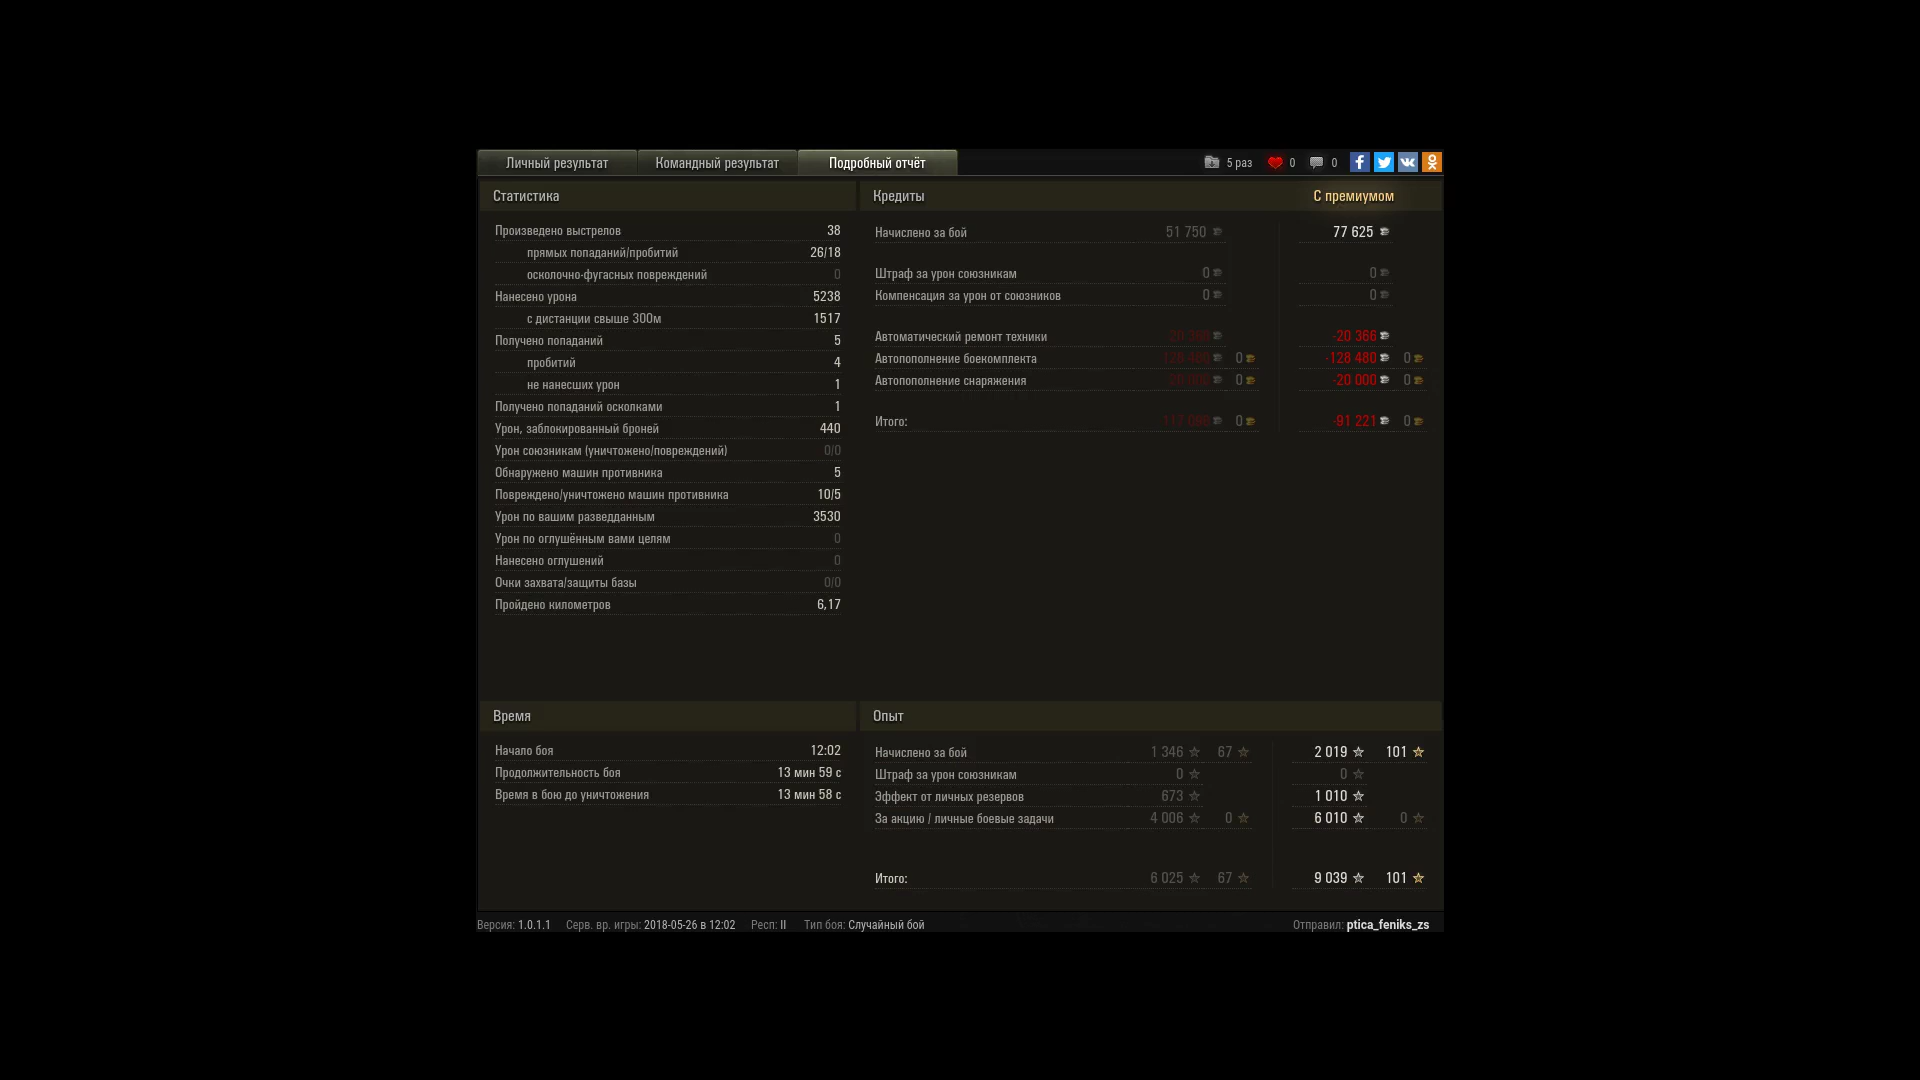 Личный результат Командный результат Подробный отчёт 5 раз 0 0
Статистика
Произведено выстрелов 38
прямых попаданий/пробитий 26/18
осколочно-фугасных повреждений 0
Нанесено урона 5238
с дистанции свыше 300м 1517
Получено попаданий 5
пробитий 4
не нанесших урон 1
Получено попаданий осколками 1
Урон, заблокированный броней 440
Урон союзникам (уничтожено/повреждений) 0/0
Обнаружено машин противника 5
Повреждено/уничтожено машин противника 10/5
Урон по вашим разведданным 3530
Урон по оглушённым вами целям 0
Нанесено оглушений 0
Очки захвата/защиты базы 0/0
Пройдено километров 6,17
Кредиты С премиумом
Начислено за бой 51 750 77 625
Штраф за урон союзникам 0 0
Компенсация за урон от союзников 0 0
Автоматический ремонт техники -20 366 -20 366
Автопополнение боекомплекта -128 480 0 -128 480 0
Автопополнение снаряжения 0 -20 000 0
Итого: 0 -91 221 0
Время
Начало боя 12:02
Продолжительность боя 13 мин 59 с
Время в бою до уничтожения 13 мин 58 с
Опыт
Начислено за бой 1 346 67 2 019 101
Штраф за урон союзникам 0 0
Эффект от личных резервов 673 1 010
За акцию / личные боевые задачи 4 006 0 6 010 0
Итого: 6 025 67 9 039 101
Версия: 1.0.1.1 Серв. вр. игры: 2018-05-26 в 12:02 Респ: II Тип боя: Случайный бой Отправил: ptica_feniks_zs